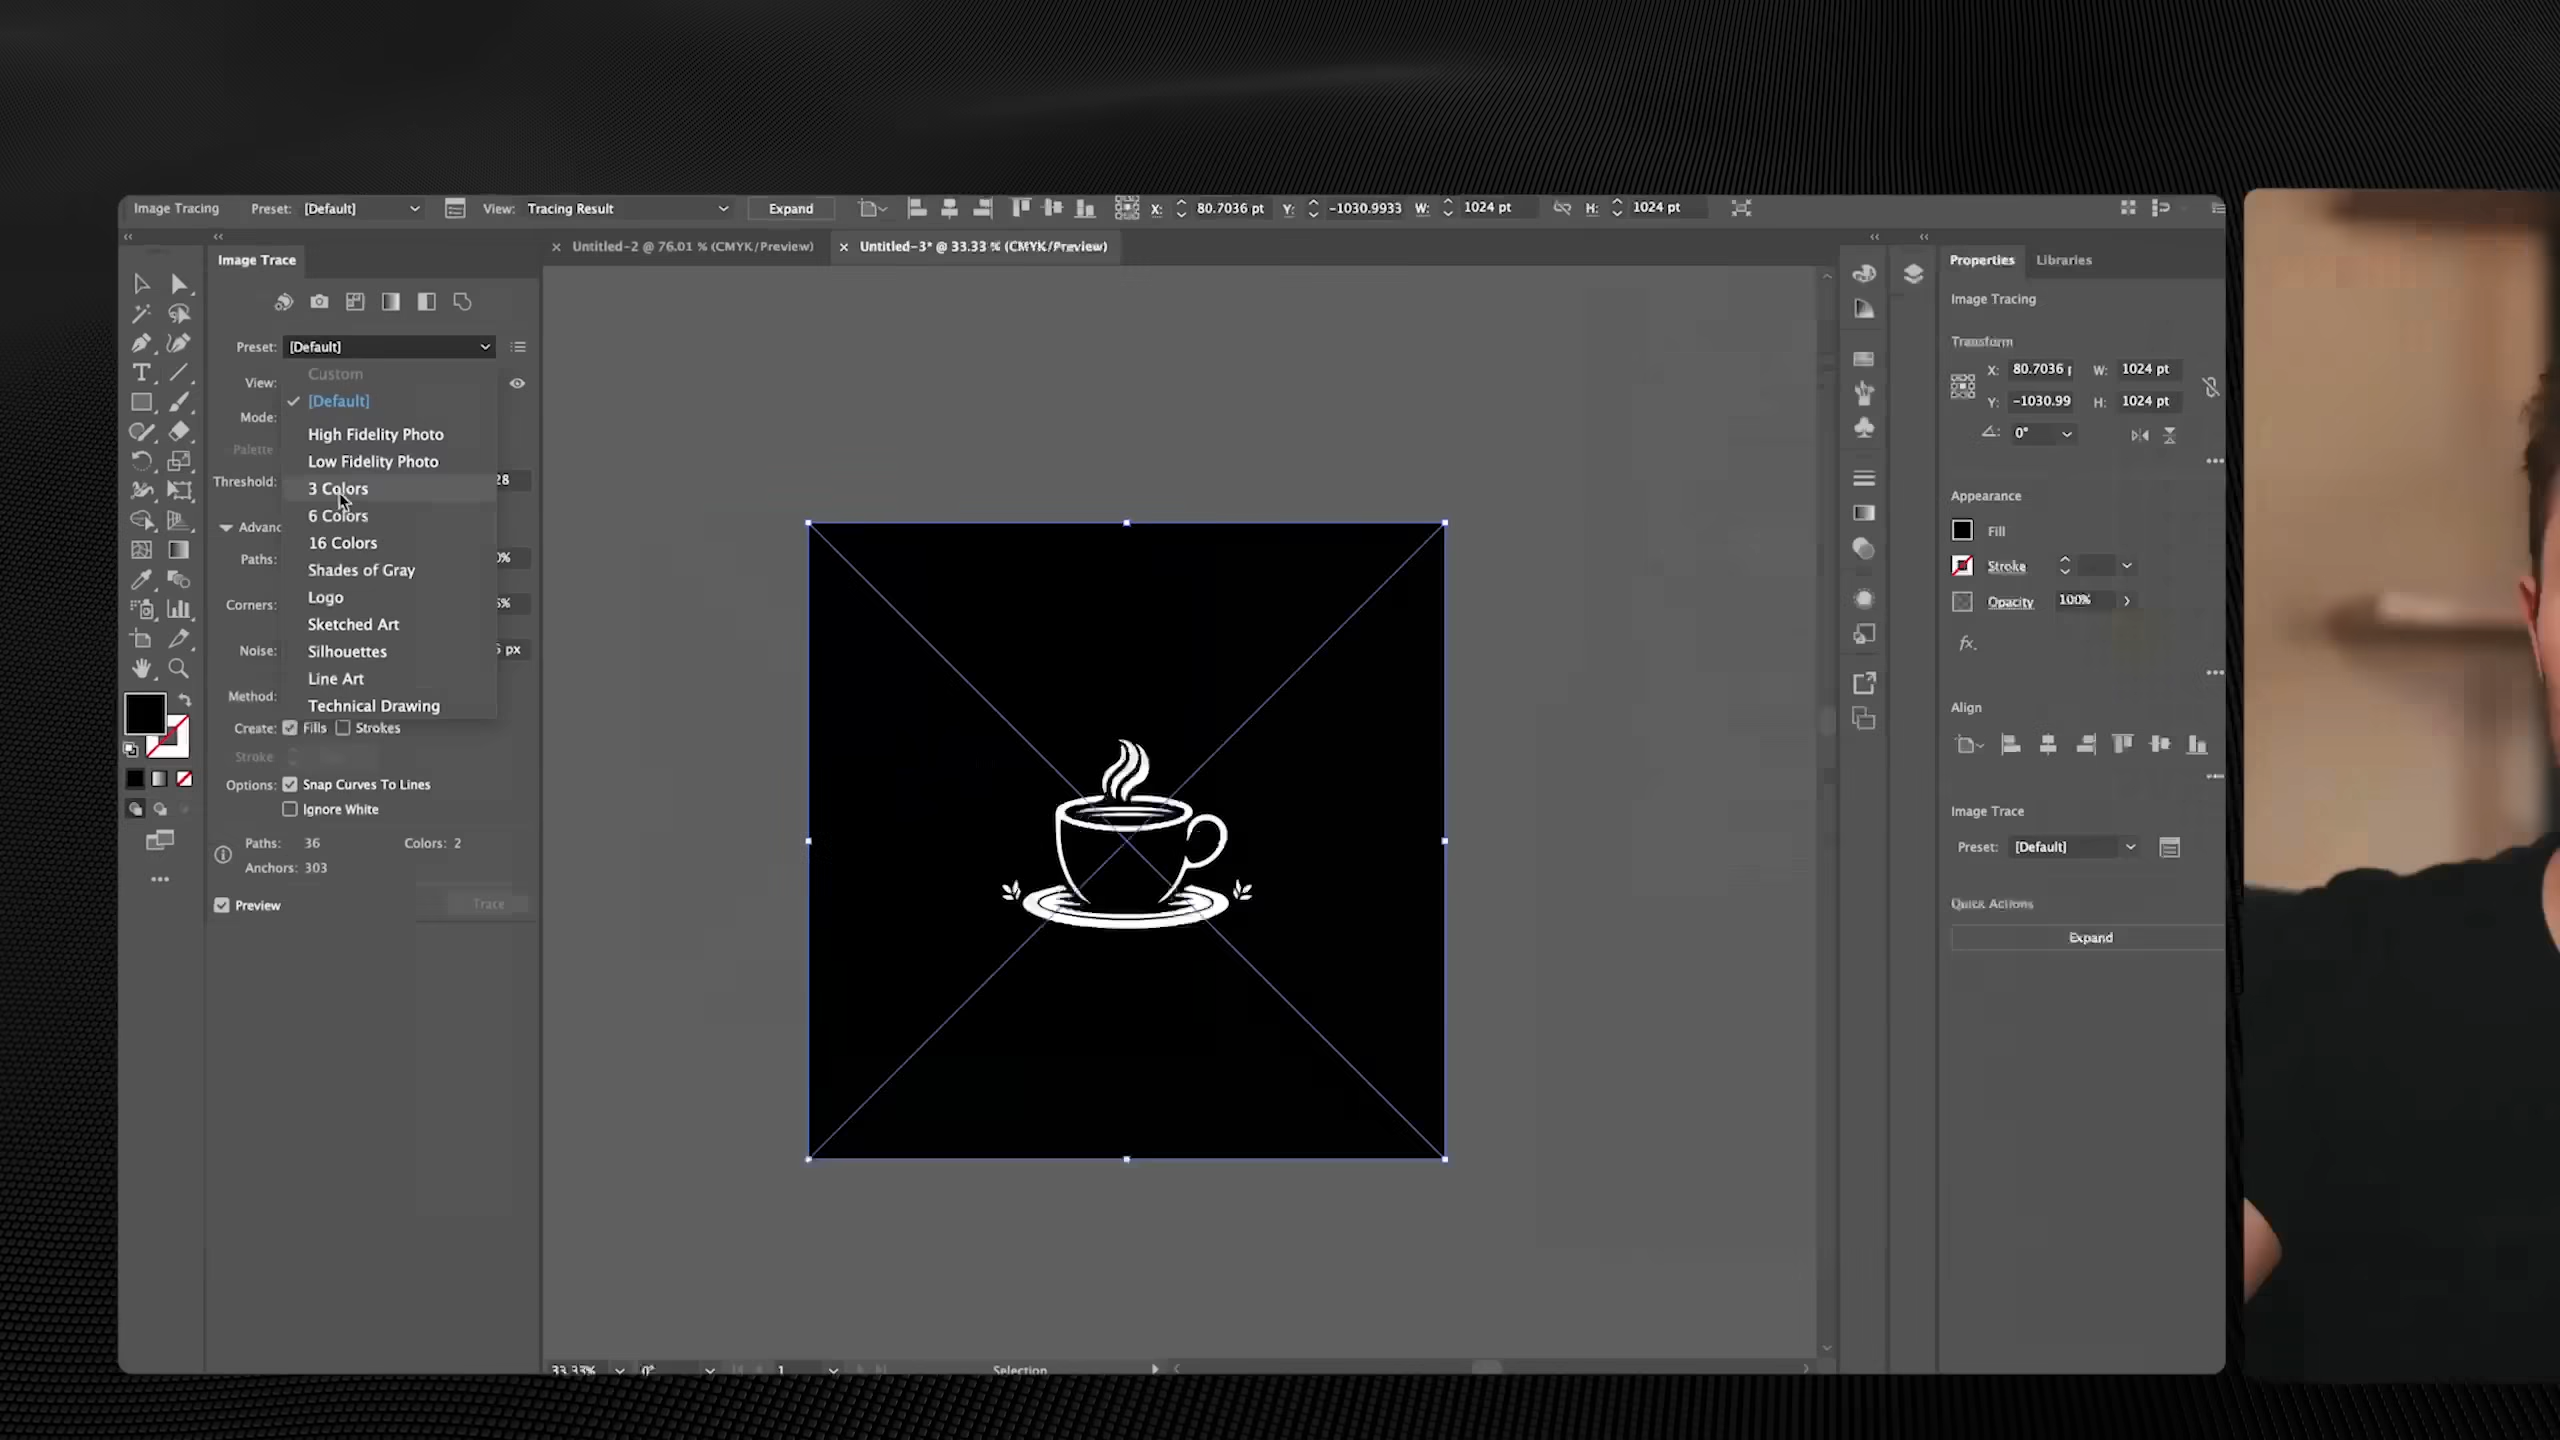 Image Tracing Preset: [Default] View: Tracing Result Expand X: 80.7036 pt Y: -1030.9933 W: 1024 pt H: 1024 pt
Untitled-2 @ 76.01 % (CMYK/Preview) Untitled-3* @ 33.33 % (CMYK/Preview)
Image Trace
Preset: [Default]
View:
Custom
[Default]
Mode:
High Fidelity Photo
Palette
Low Fidelity Photo
Threshold:
3 Colors
28
6 Colors
Advanc
16 Colors
Paths:
0%
Shades of Gray
Logo
Corners:
Sketched Art
Noise:
Silhouettes
px
Line Art
Method:
Technical Drawing
Create: Fills Strokes
Stroke
Options: Snap Curves To Lines
Ignore White
Paths: 36 Colors: 2
Anchors: 303
Preview Trace
Properties Libraries
Image Tracing
Transform
X: 80.7036 W: 1024 pt
Y: -1030.99 H: 1024 pt
0°
Appearance
Fill
Stroke
Opacity 100%
fx.
Align
Image Trace
Preset: [Default]
Quick Actions
Expand
33.33% 0° 1 Selection